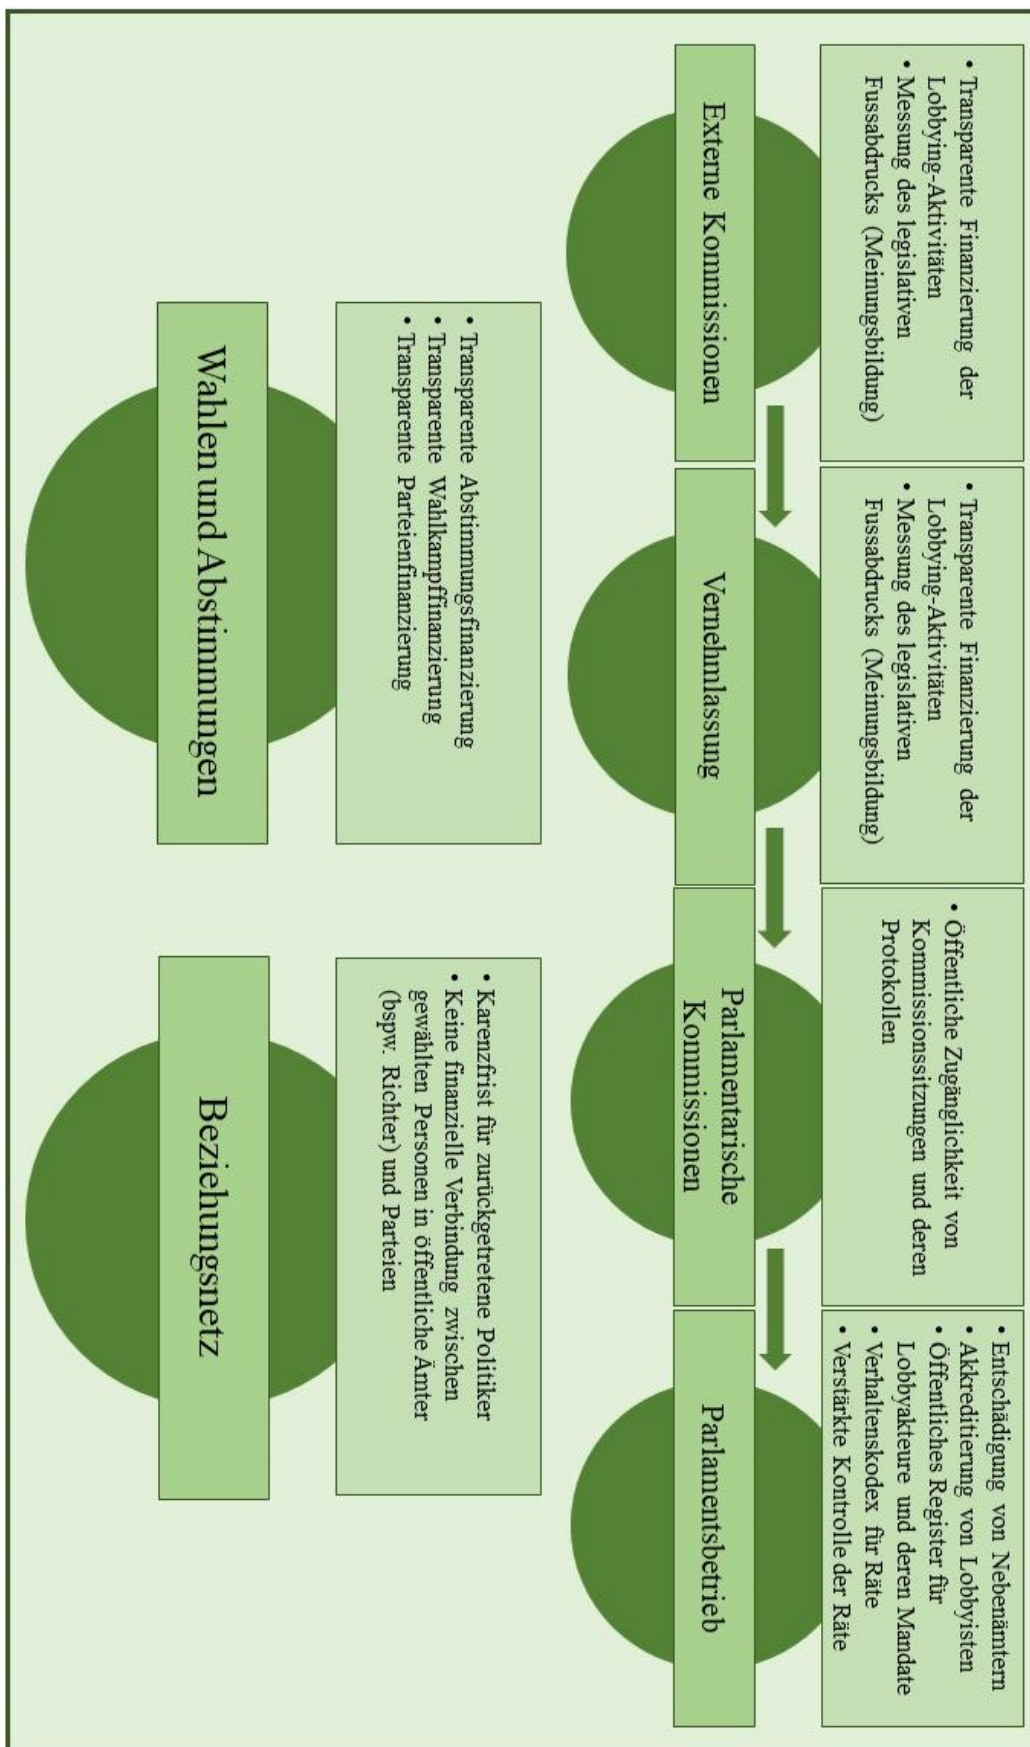 • Transparente Finanzierung der
Lobbying-Aktivitäten
• Messung des legislativen
Fussabdrucks (Meinungsbildung)
Externe Kommissionen
• Transparente Finanzierung der
Lobbying-Aktivitäten
• Messung des legislativen
Fussabdrucks (Meinungsbildung)
Vernehmlassung
• Öffentliche Zugänglichkeit von
Kommissionssitzungen und deren
Protokollen
Parlamentarische
Kommissionen
• Entschädigung von Nebenämtern
• Akkreditierung von Lobbyisten
• Öffentliches Register für
Lobbyakteure und deren Mandate
• Verhaltenskodex für Räte
• Verstärkte Kontrolle der Räte
Parlamentsbetrieb
• Transparente Abstimmungsfinanzierung
• Transparente Wahlkampffinanzierung
• Transparente Parteienfinanzierung
Wahlen und Abstimmungen
• Karenzfrist für zurückgetretene Politiker
• Keine finanzielle Verbindung zwischen
gewählten Personen in öffentliche Ämter
(bspw. Richter) und Parteien
Beziehungsnetz